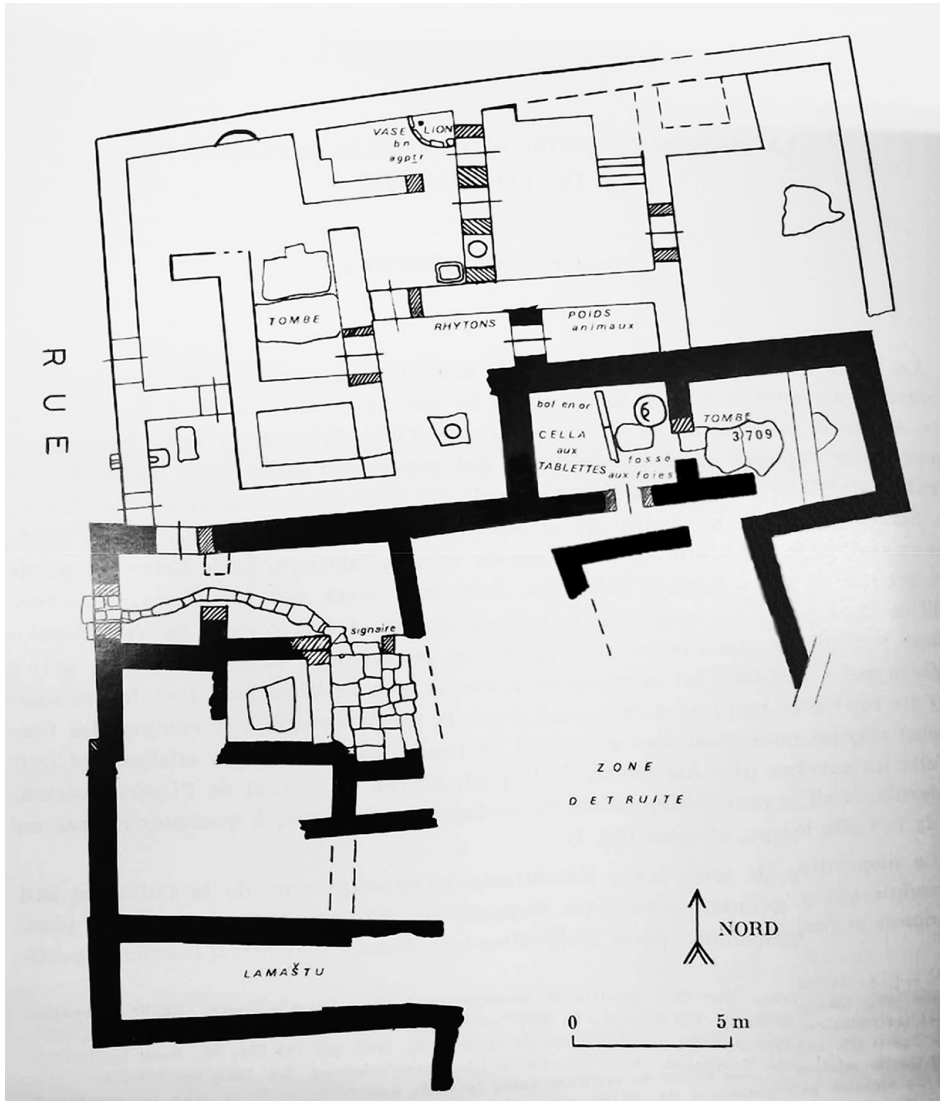 VASE
bn
agptr
LION
RUE
TOMBE
RHYTONS
POIDS
animaux
bol en or
CELLA
aux
TABLETTES
fosse
aux foies
TOMBE
3709
signaire
ZONE
DETRUITE
NORD
LAMAŠTU
0 5 m